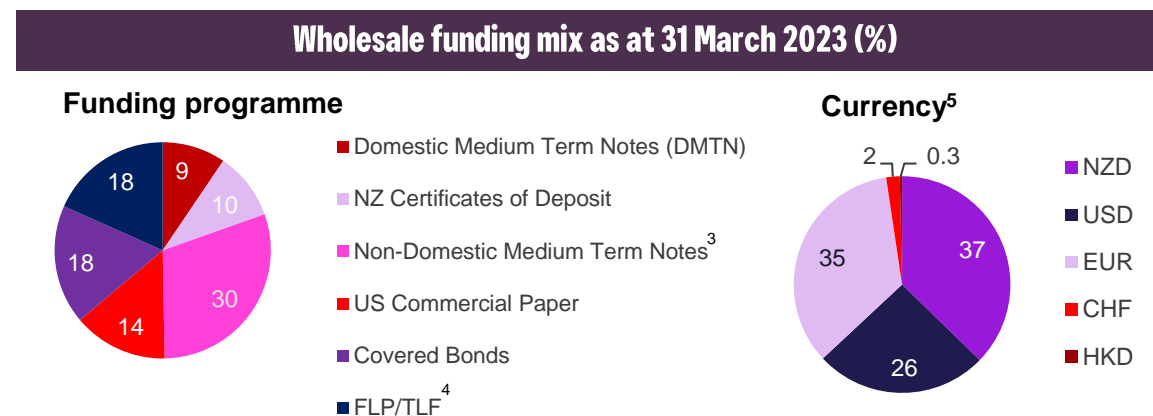 Wholesale funding mix as at 31 March 2023 (%)
Funding programme
9
10
30
14
18
18
Domestic Medium Term Notes (DMTN)
NZ Certificates of Deposit
Non-Domestic Medium Term Notes3
US Commercial Paper
Covered Bonds
FLP/TLF4
Currency5
2
0.3
37
26
35
NZD
USD
EUR
CHF
HKD